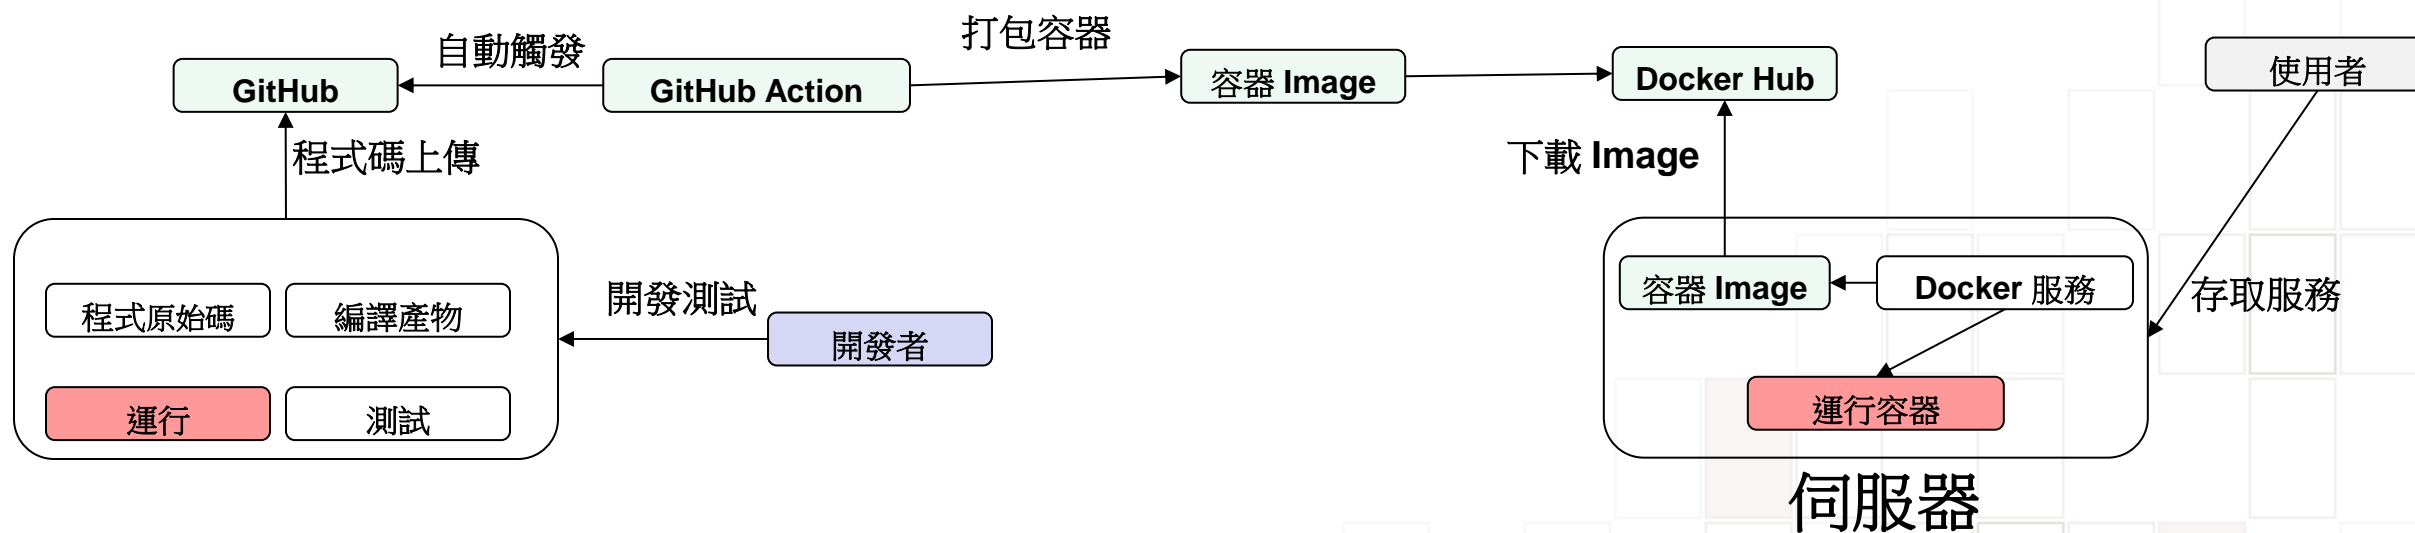 自動觸發
打包容器
GitHub
GitHub Action
容器 Image
Docker Hub
使用者
程式碼上傳
下載 Image
開發測試
存取服務
程式原始碼
編譯產物
開發者
運行
測試
容器 Image
Docker 服務
運行容器
伺服器